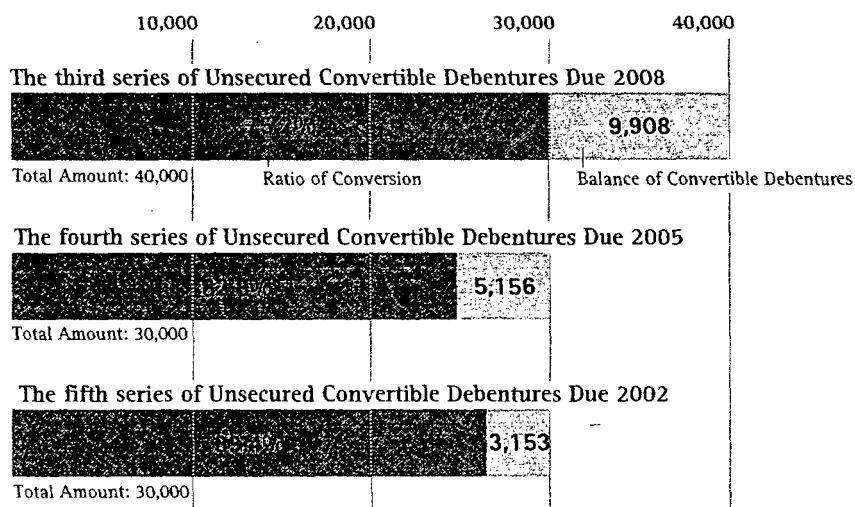 10,000 20,000 30,000 40,000
The third series of Unsecured Convertible Debentures Due 2008
9,908
Total Amount: 40,000 Ratio of Conversion Balance of Convertible Debentures
The fourth series of Unsecured Convertible Debentures Due 2005
5,156
Total Amount: 30,000
The fifth series of Unsecured Convertible Debentures Due 2002
3,153
Total Amount: 30,000